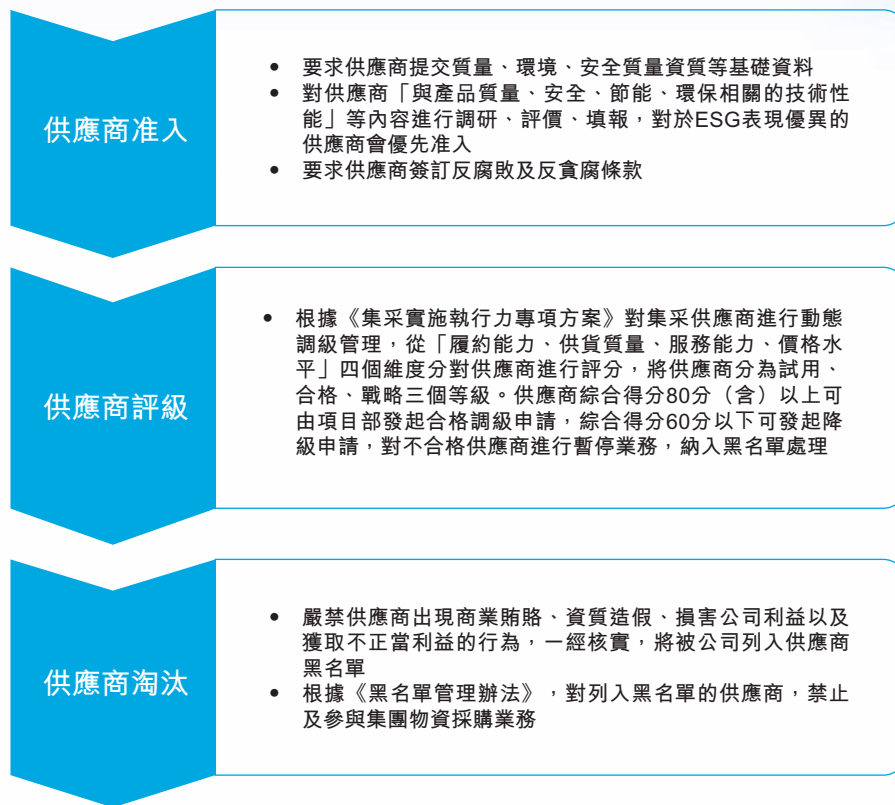 供應商准入
• 要求供應商提交質量、環境、安全質量資質等基礎資料
• 對供應商「與產品質量、安全、節能、環保相關的技術性
能」等內容進行調研、評價、填報，對於ESG表現優異的
供應商會優先准入
• 要求供應商簽訂反腐敗及反貪腐條款
供應商評級
• 根據《集采實施執行力專項方案》對集采供應商進行動態
調級管理，從「履約能力、供貨質量、服務能力、價格水
平」四個維度分對供應商進行評分，將供應商分為試用、
合格、戰略三個等級。供應商綜合得分80分（含）以上可
由項目部發起合格調級申請，綜合得分60分以下可發起降
級申請，對不合格供應商進行暫停業務，納入黑名單處理
供應商淘汰
• 嚴禁供應商出現商業賄賂、資質造假、損害公司利益以及
獲取不正當利益的行為，一經核實，將被公司列入供應商
黑名單
• 根據《黑名單管理辦法》，對列入黑名單的供應商，禁止
及參與集團物資採購業務